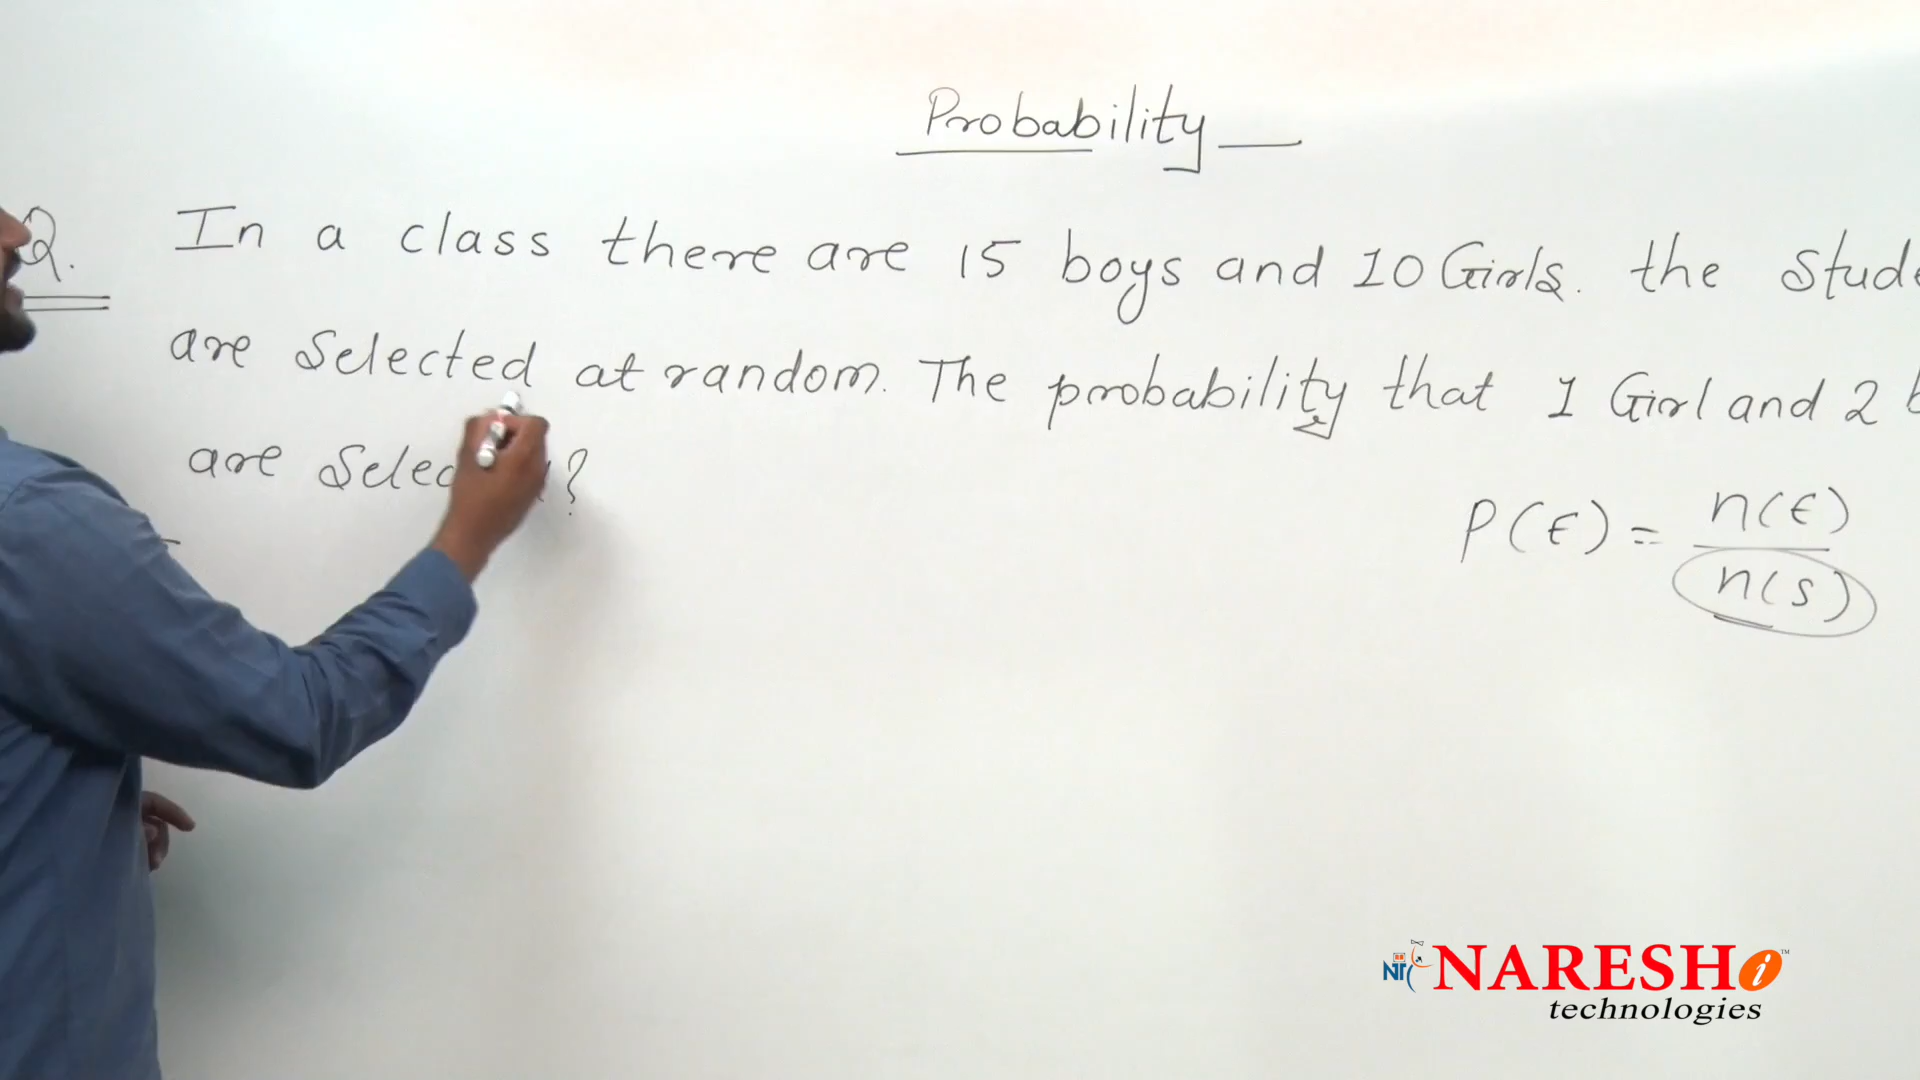 Probability
Q. In a class there are 15 boys and 10 Girls. the Stude
are Selected at random. The probability that 1 Girl and 2 b
are Selec ?
P(E) = n(E)
n(s)
NARESH i
technologies